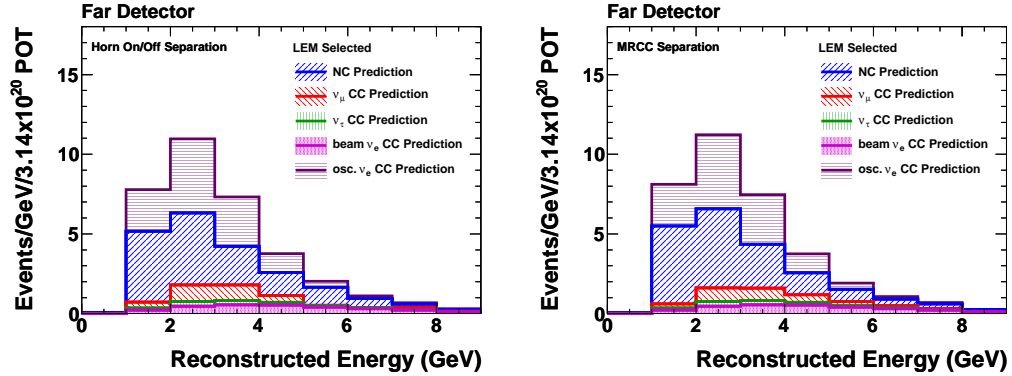 Far Detector
Events/GeV/3.14x10²⁰ POT
Horn On/Off Separation
LEM Selected
NC Prediction
νμ CC Prediction
ντ CC Prediction
beam νe CC Prediction
osc. νe CC Prediction
15
10
5
0
0 2 4 6 8
Reconstructed Energy (GeV)
Far Detector
Events/GeV/3.14x10²⁰ POT
MRCC Separation
LEM Selected
NC Prediction
νμ CC Prediction
ντ CC Prediction
beam νe CC Prediction
osc. νe CC Prediction
15
10
5
0
0 2 4 6 8
Reconstructed Energy (GeV)